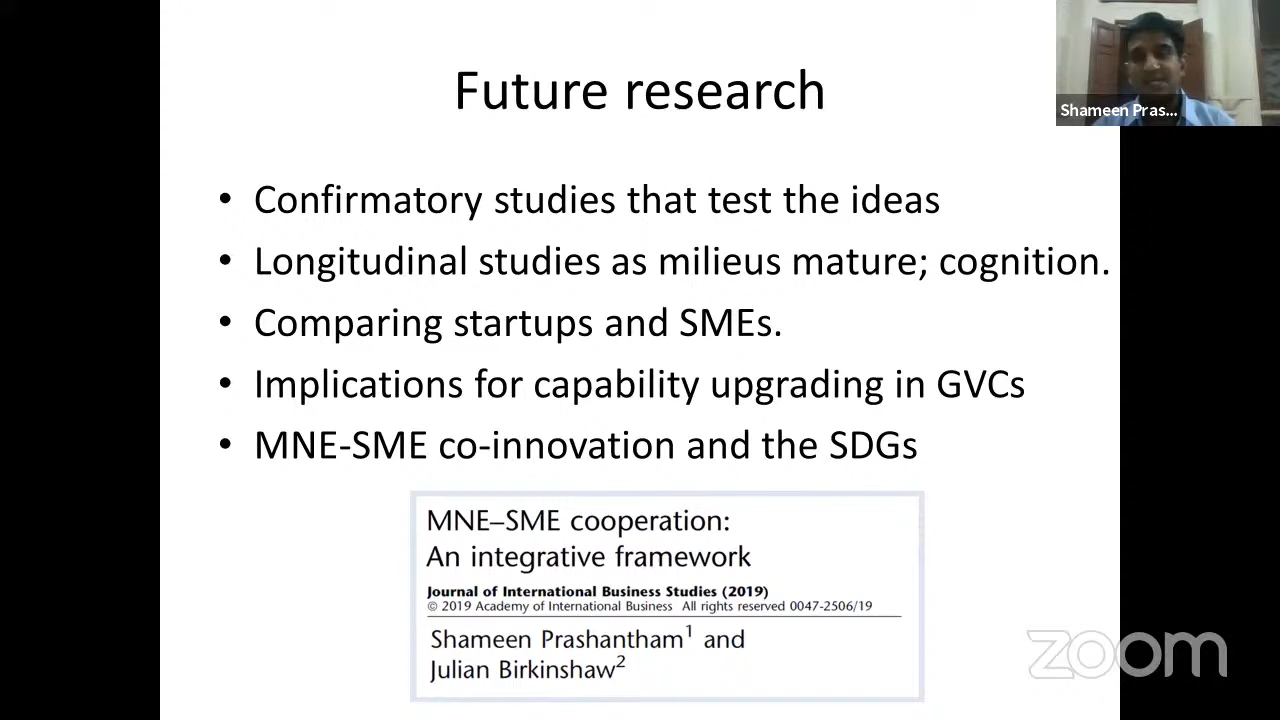 Future research
Shameen Pras...
• Confirmatory studies that test the ideas
• Longitudinal studies as milieus mature; cognition.
• Comparing startups and SMEs.
• Implications for capability upgrading in GVCs
• MNE-SME co-innovation and the SDGs
MNE–SME cooperation:
An integrative framework
Journal of International Business Studies (2019)
© 2019 Academy of International Business All rights reserved 0047-2506/19
Shameen Prashantham1 and
Julian Birkinshaw2
zoom